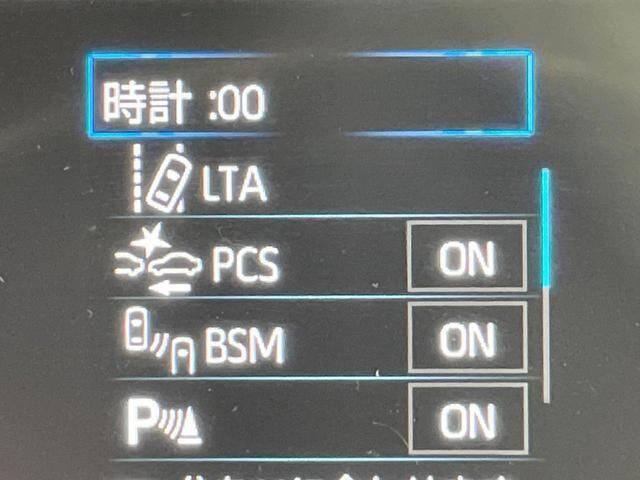 時計 :00
LTA
PCS ON
BSM ON
P ON